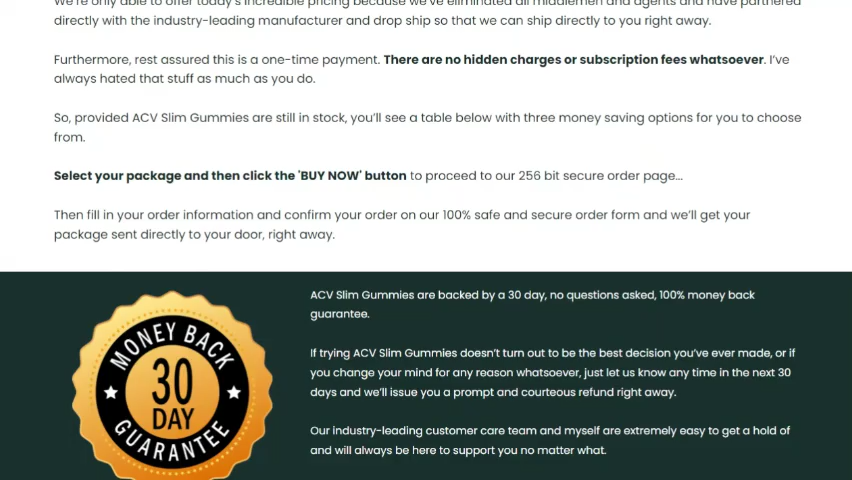 We're only able to offer today's incredible pricing because we've eliminated all middlemen and agents and have partnered
directly with the industry-leading manufacturer and drop ship so that we can ship directly to you right away.
Furthermore, rest assured this is a one-time payment. There are no hidden charges or subscription fees whatsoever. I've
always hated that stuff as much as you do.
So, provided ACV Slim Gummies are still in stock, you'll see a table below with three money saving options for you to choose
from.
Select your package and then click the 'BUY NOW' button to proceed to our 256 bit secure order page...
Then fill in your order information and confirm your order on our 100% safe and secure order form and we'll get your
package sent directly to your door, right away.
MONEY BACK
30
DAY
GUARANTEE
ACV Slim Gummies are backed by a 30 day, no questions asked, 100% money back
guarantee.
If trying ACV Slim Gummies doesn't turn out to be the best decision you've ever made, or if
you change your mind for any reason whatsoever, just let us know any time in the next 30
days and we'll issue you a prompt and courteous refund right away.
Our industry-leading customer care team and myself are extremely easy to get a hold of
and will always be here to support you no matter what.